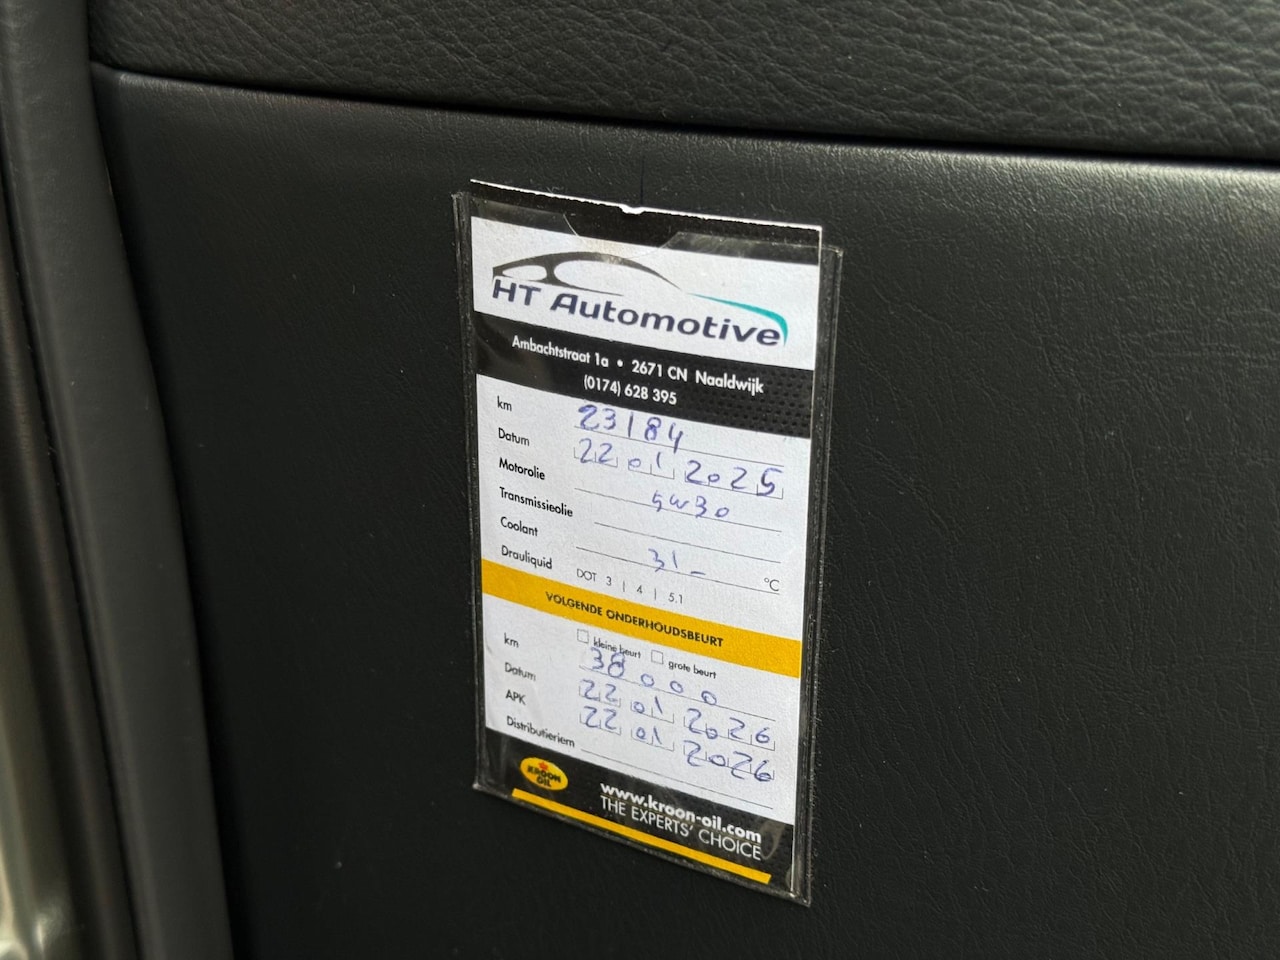 HT Automotive
Ambachtstraat 1a • 2671 CN Naaldwijk
(0174) 628 395
km 23184
Datum 22 01 2025
Motorolie 5w30
Transmissieolie
Coolant 31- °C
Drauliquid DOT 3 | 4 | 5.1
VOLGENDE ONDERHOUDSBEURT
kleine beurt grote beurt
km 38000
Datum 22 01 2026
APK 22 01 2026
Distributieriem
KROON OIL
www.kroon-oil.com
THE EXPERTS' CHOICE